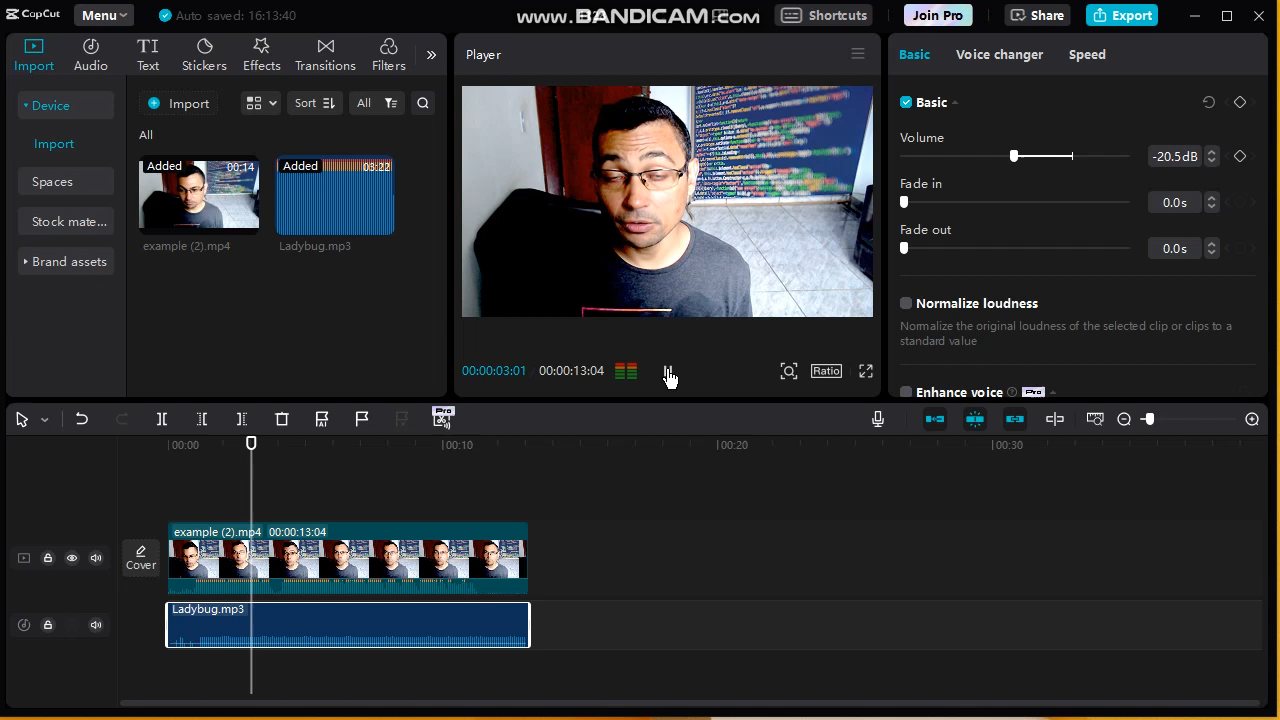 CapCut
Menu
Auto saved: 16:13:40
www.BANDICAM.COM
Shortcuts
Join Pro
Share
Export
Import
Audio
Text
Stickers
Effects
Transitions
Filters
Player
Basic
Voice changer
Speed
Device
Import
Spaces
Stock mate...
Brand assets
Import
Sort
All
All
Added
00:14
example (2).mp4
Added
03:22
Ladybug.mp3
00:00:03:01
00:00:13:04
Ratio
Basic
Volume
-20.5dB
Fade in
0.0s
Fade out
0.0s
Normalize loudness
Normalize the original loudness of the selected clip or clips to a
standard value
Enhance voice
Pro
Pro
00:00
00:10
00:20
00:30
Cover
example (2).mp4 00:00:13:04
Ladybug.mp3